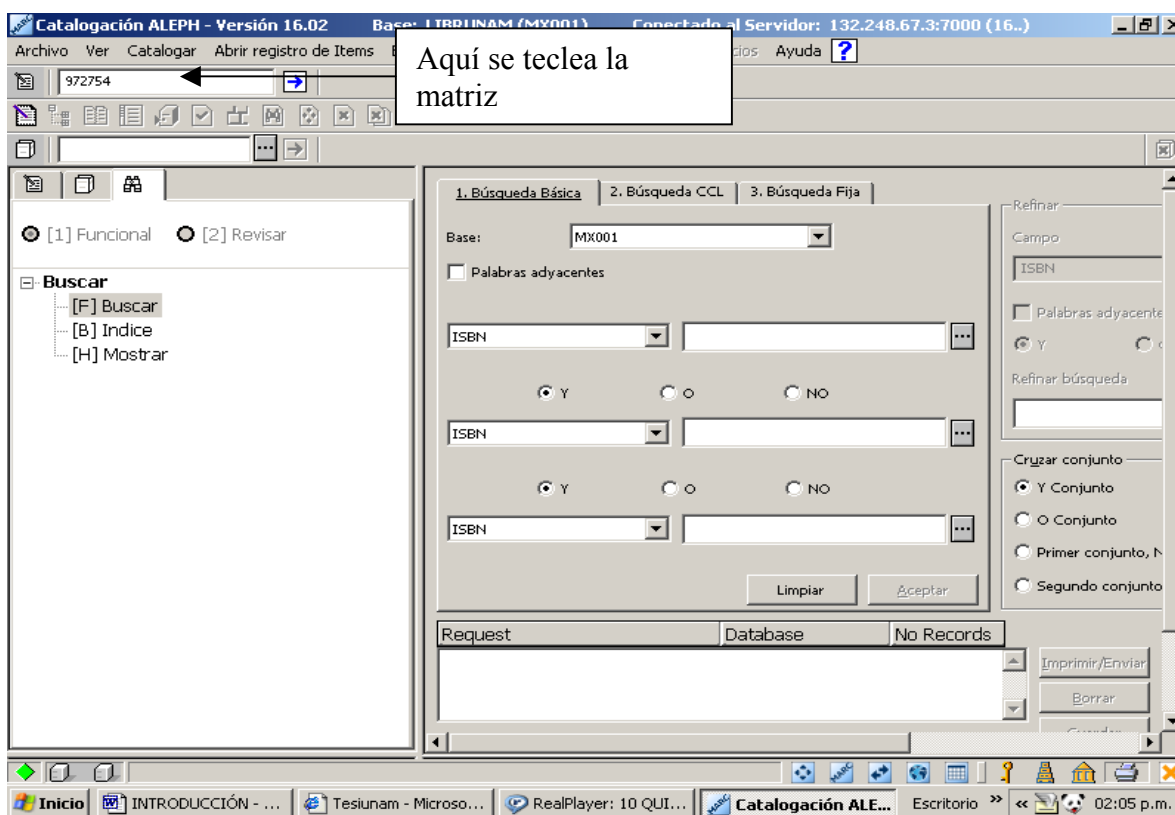 Catalogación ALEPH - Versión 16.02 Base: LIBRUNAM (MX001) Conectado al Servidor: 132.248.67.3:7000 (16..)
Archivo Ver Catalogar Abrir registro de Items Ayuda ?
Aquí se teclea la
matriz
972754
1. Búsqueda Básica 2. Búsqueda CCL 3. Búsqueda Fija
Refinar
[1] Funcional [2] Revisar
Base: MX001
Campo
Palabras adyacentes
ISBN
Buscar
[F] Buscar
[B] Indice
[H] Mostrar
Palabras adyacente
ISBN
Y
Refinar búsqueda
Y O NO
ISBN
Cruzar conjunto
Y O NO
Y Conjunto
O Conjunto
ISBN
Primer conjunto, N
Segundo conjunto
Limpiar Aceptar
Request Database No Records
Imprimir/Enviar
Borrar
Inicio INTRODUCCIÓN - ... Tesiunam - Microso... RealPlayer: 10 QUI... Catalogación ALE... Escritorio » « 02:05 p.m.